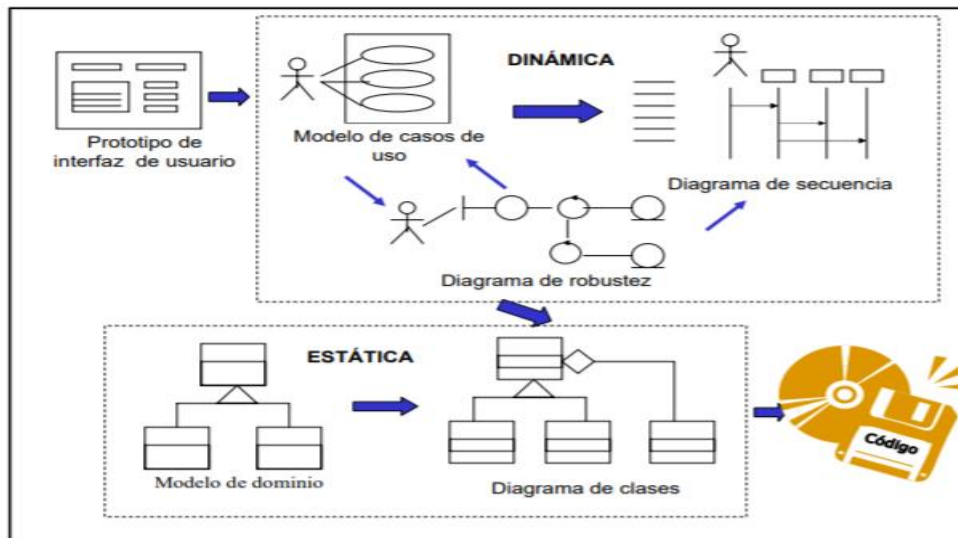 DINÁMICA
Prototipo de
interfaz de usuario
Modelo de casos de
uso
Diagrama de secuencia
Diagrama de robustez
ESTÁTICA
Modelo de dominio
Diagrama de clases
Código